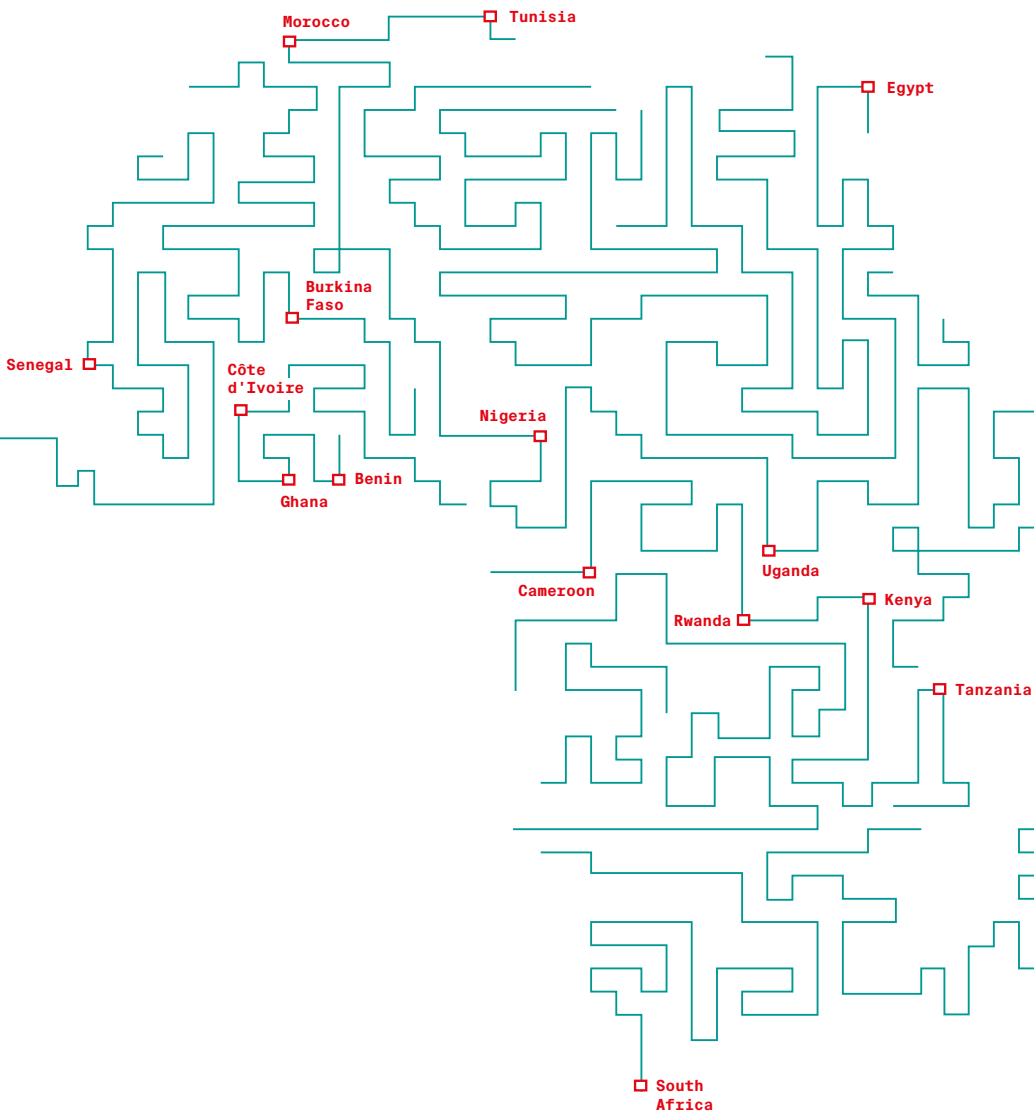 Morocco
Tunisia
Egypt
Burkina
Faso
Senegal
Côte
d'Ivoire
Nigeria
Ghana
Benin
Uganda
Cameroon
Kenya
Rwanda
Tanzania
South
Africa